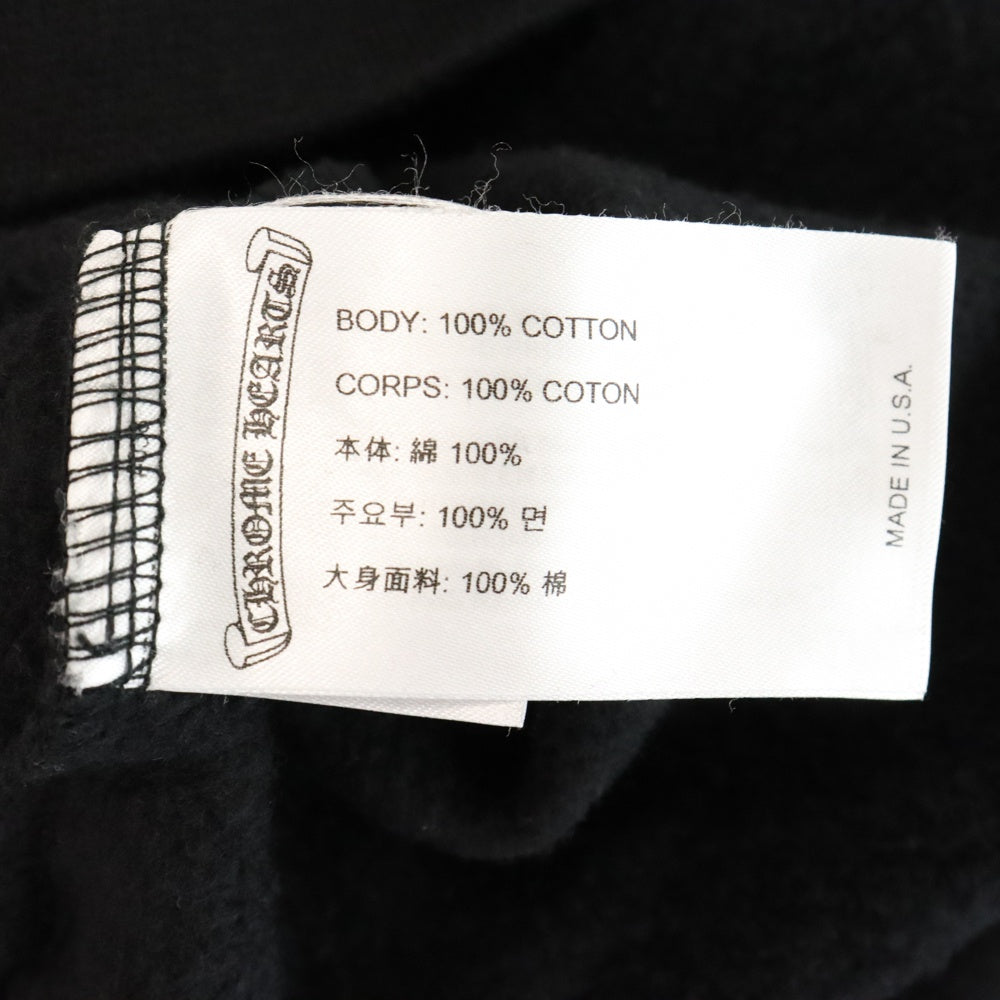 CHROME HEARTS
BODY: 100% COTTON
CORPS: 100% COTON
本体: 綿 100%
주요부: 100% 면
大身面料: 100% 棉
MADE IN U.S.A.